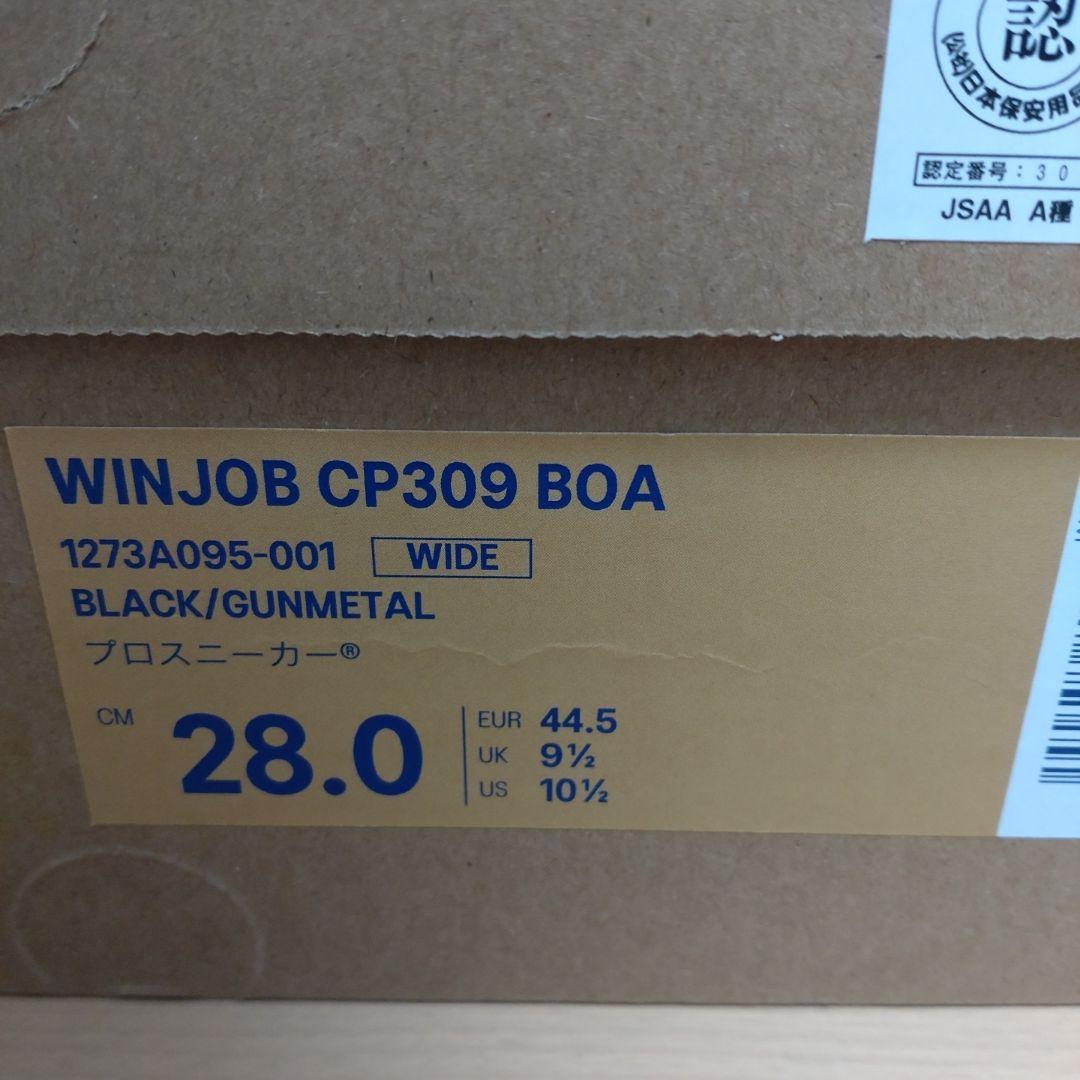 認
(公社)日本保安用品
認定番号：30
JSAA A種
WINJOB CP309 BOA
1273A095-001 WIDE
BLACK/GUNMETAL
プロスニーカー®
CM 28.0
EUR 44.5
UK 9½
US 10½